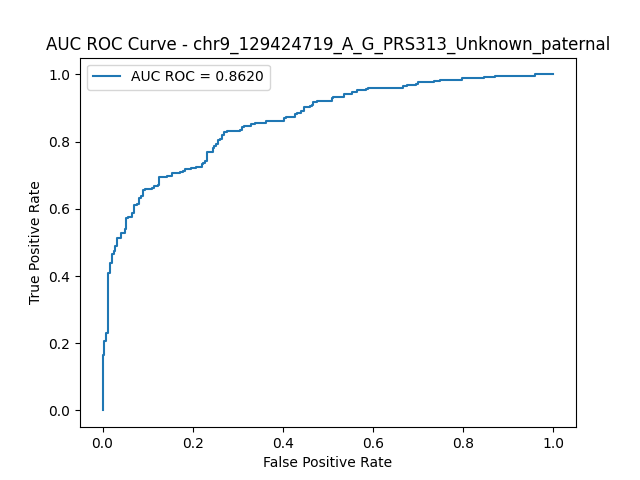 AUC ROC Curve - chr9_129424719_A_G_PRS313_Unknown_paternal
AUC ROC = 0.8620
1.0
0.8
0.6
0.4
0.2
0.0
True Positive Rate
0.0 0.2 0.4 0.6 0.8 1.0
False Positive Rate